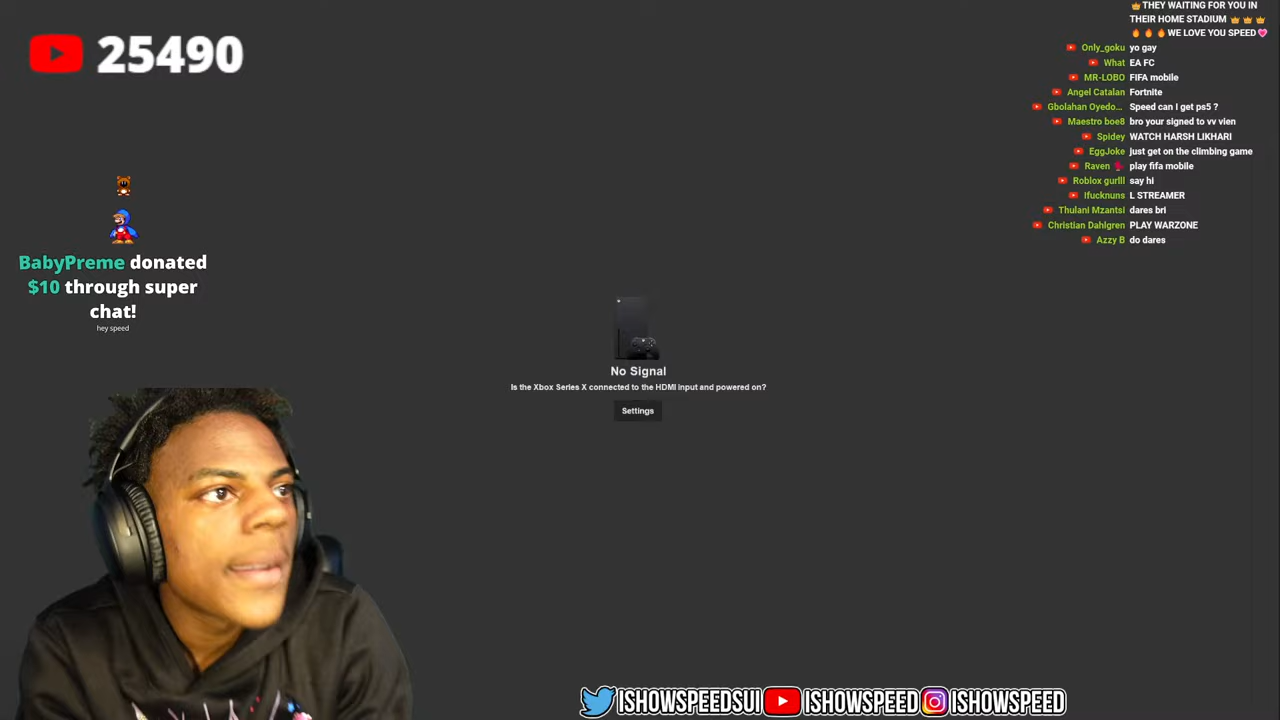 25490
BabyPreme donated
$10 through super
chat!
hey speed
No Signal
Is the Xbox Series X connected to the HDMI input and powered on?
Settings
👑THEY WAITING FOR YOU IN
THEIR HOME STADIUM 👑👑👑
🔥🔥🔥WE LOVE YOU SPEED💖
Only_goku yo gay
What EA FC
MR-LOBO FIFA mobile
Angel Catalan Fortnite
Gbolahan Oyedo... Speed can I get ps5 ?
Maestro boe8 bro your signed to vv vien
Spidey WATCH HARSH LIKHARI
EggJoke just get on the climbing game
Raven play fifa mobile
Roblox gurlll say hi
Ifucknuns L STREAMER
Thulani Mzantsi dares bri
Christian Dahlgren PLAY WARZONE
Azzy B do dares
ISHOWSPEEDSUI ISHOWSPEED ISHOWSPEED